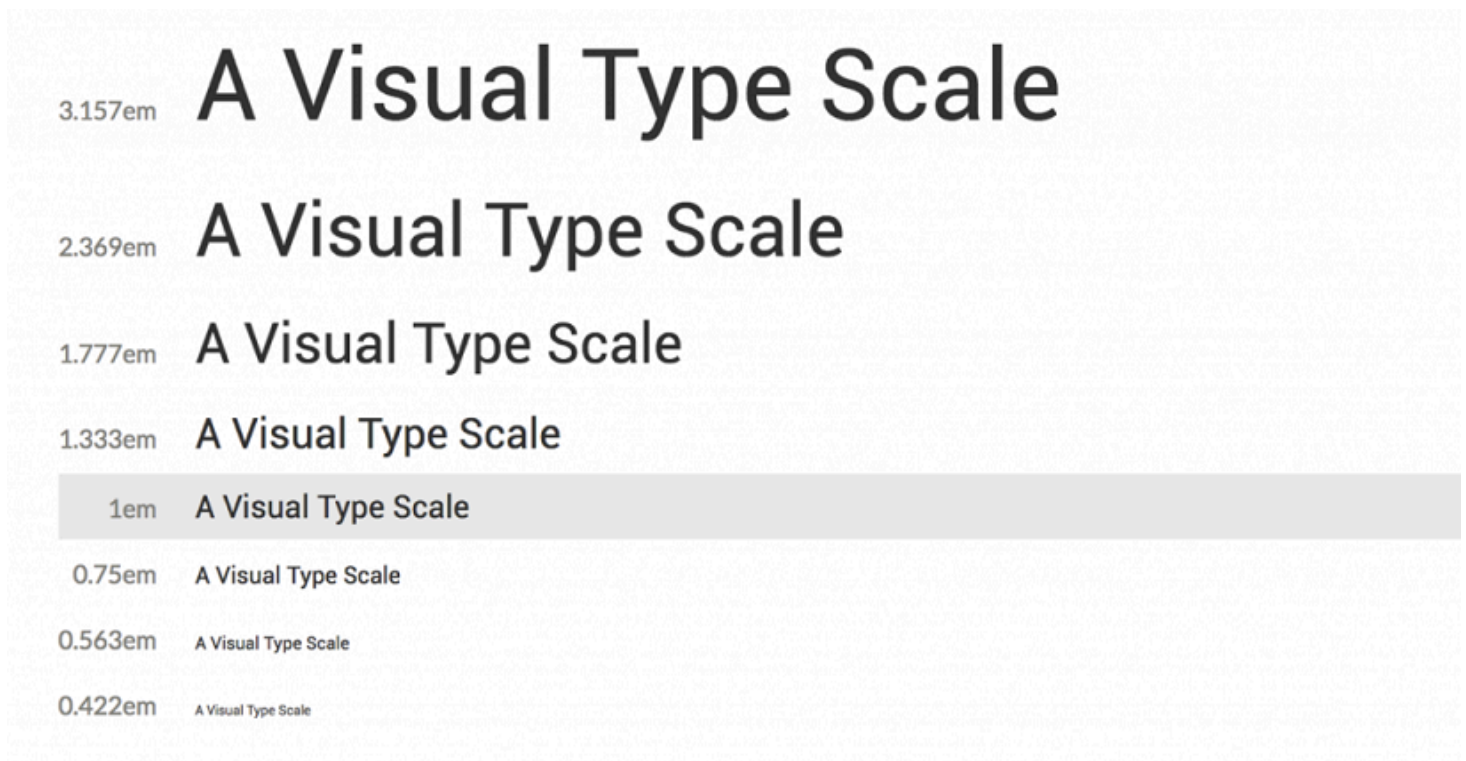 3.157em A Visual Type Scale
2.369em A Visual Type Scale
1.777em A Visual Type Scale
1.333em A Visual Type Scale
1em A Visual Type Scale
0.75em A Visual Type Scale
0.563em A Visual Type Scale
0.422em A Visual Type Scale